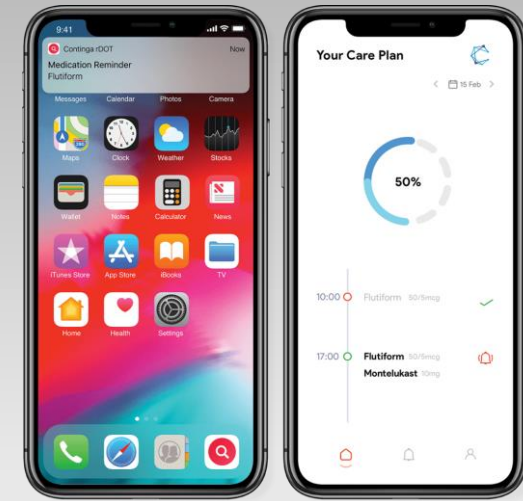 9:41
Continga rDOT Now
Medication Reminder
Flutiform
Messages Calendar Photos Camera
280
Maps Clock Weather Stocks
Wallet Notes Calculator News
iTunes Store App Store iBooks TV
Home Health Settings
Your Care Plan
< 15 Feb >
50%
10:00 Flutiform 50/5mcg
17:00 Flutiform 50/5mcg
Montelukast 10mg